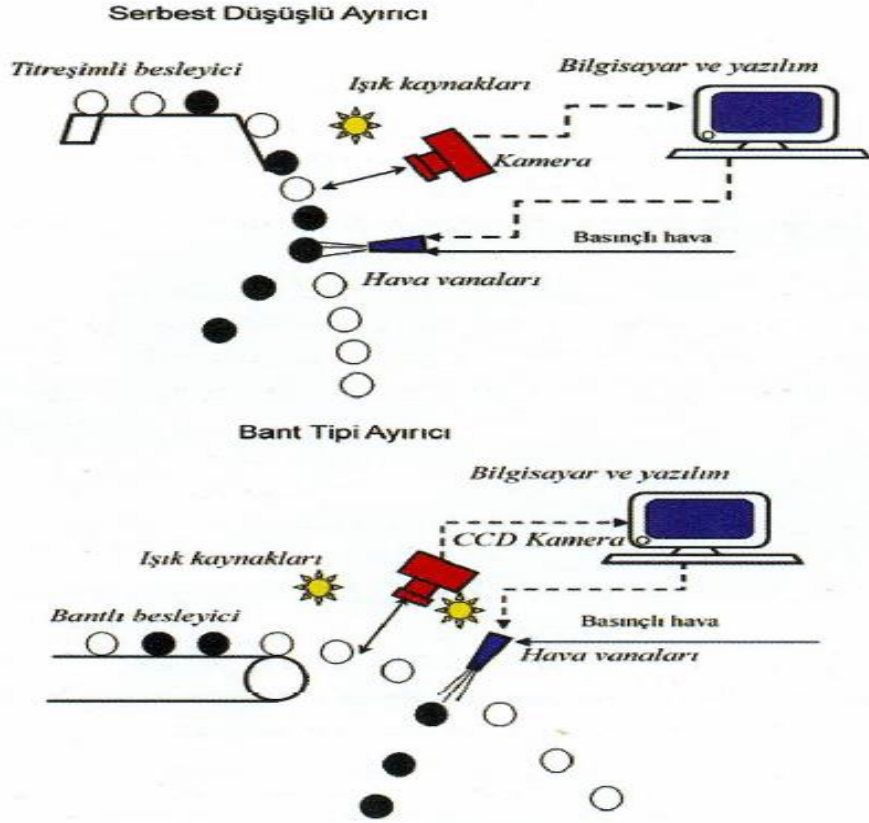 Serbest Düşüşlü Ayırıcı
Titreşimli besleyici
Işık kaynakları
Bilgisayar ve yazılım
Kamera
Basınçlı hava
Hava vanaları
Bant Tipi Ayırıcı
Bilgisayar ve yazılım
CCD Kamera
Işık kaynakları
Bantlı besleyici
Basınçlı hava
Hava vanaları